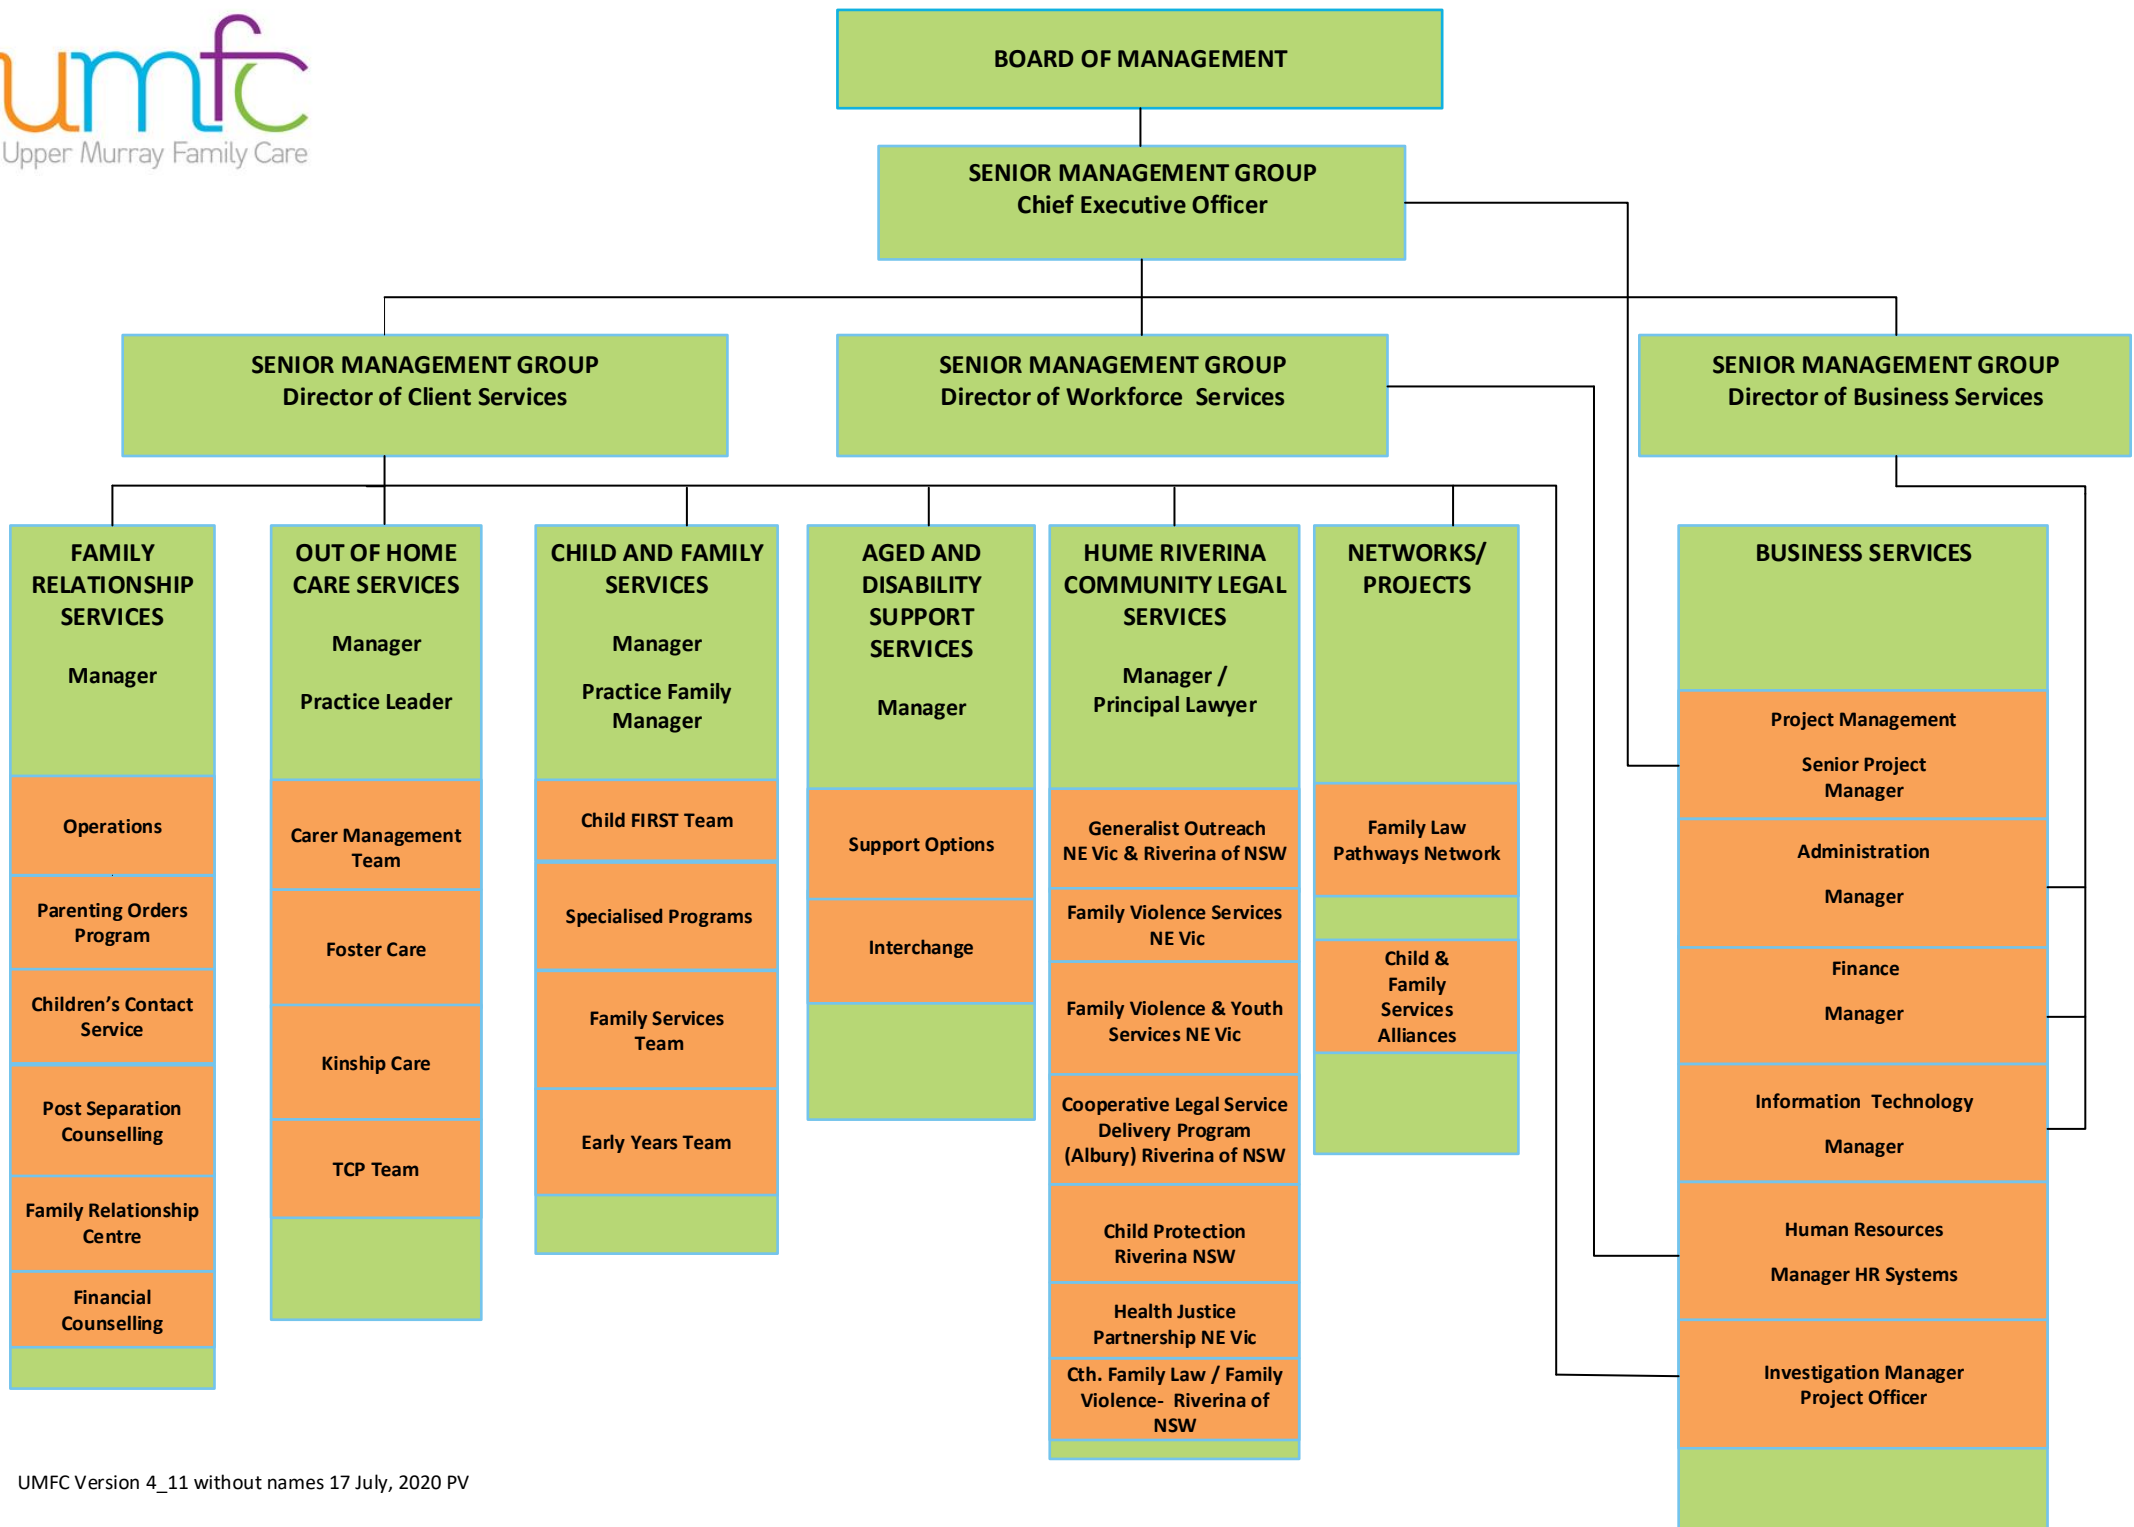 umfc
Upper Murray Family Care
BOARD OF MANAGEMENT
SENIOR MANAGEMENT GROUP
Chief Executive Officer
SENIOR MANAGEMENT GROUP
Director of Client Services
SENIOR MANAGEMENT GROUP
Director of Workforce  Services
SENIOR MANAGEMENT GROUP
Director of Business Services
FAMILY
RELATIONSHIP
SERVICES
Manager
Operations
Parenting Orders
Program
Children’s Contact
Service
Post Separation
Counselling
Family Relationship
Centre
Financial
Counselling
OUT OF HOME
CARE SERVICES
Manager
Practice Leader
Carer Management
Team
Foster Care
Kinship Care
TCP Team
CHILD AND FAMILY
SERVICES
Manager
Practice Family
Manager
Child FIRST Team
Specialised Programs
Family Services
Team
Early Years Team
AGED AND
DISABILITY
SUPPORT
SERVICES
Manager
Support Options
Interchange
HUME RIVERINA
COMMUNITY LEGAL
SERVICES
Manager /
Principal Lawyer
Generalist Outreach
NE Vic & Riverina of NSW
Family Violence Services
NE Vic
Family Violence & Youth
Services NE Vic
Cooperative Legal Service
Delivery Program
(Albury) Riverina of NSW
Child Protection
Riverina NSW
Health Justice
Partnership NE Vic
Cth. Family Law / Family
Violence-  Riverina of
NSW
NETWORKS/
PROJECTS
Family Law
Pathways Network
Child &
Family
Services
Alliances
BUSINESS SERVICES
Project Management
Senior Project
Manager
Administration
Manager
Finance
Manager
Information  Technology
Manager
Human Resources
Manager HR Systems
Investigation Manager
Project Officer
UMFC Version 4_11 without names 17 July, 2020 PV